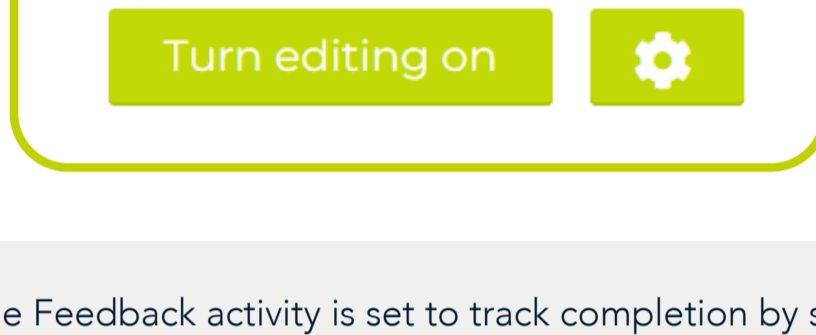 Turn editing on
e Feedback activity is set to track completion by s